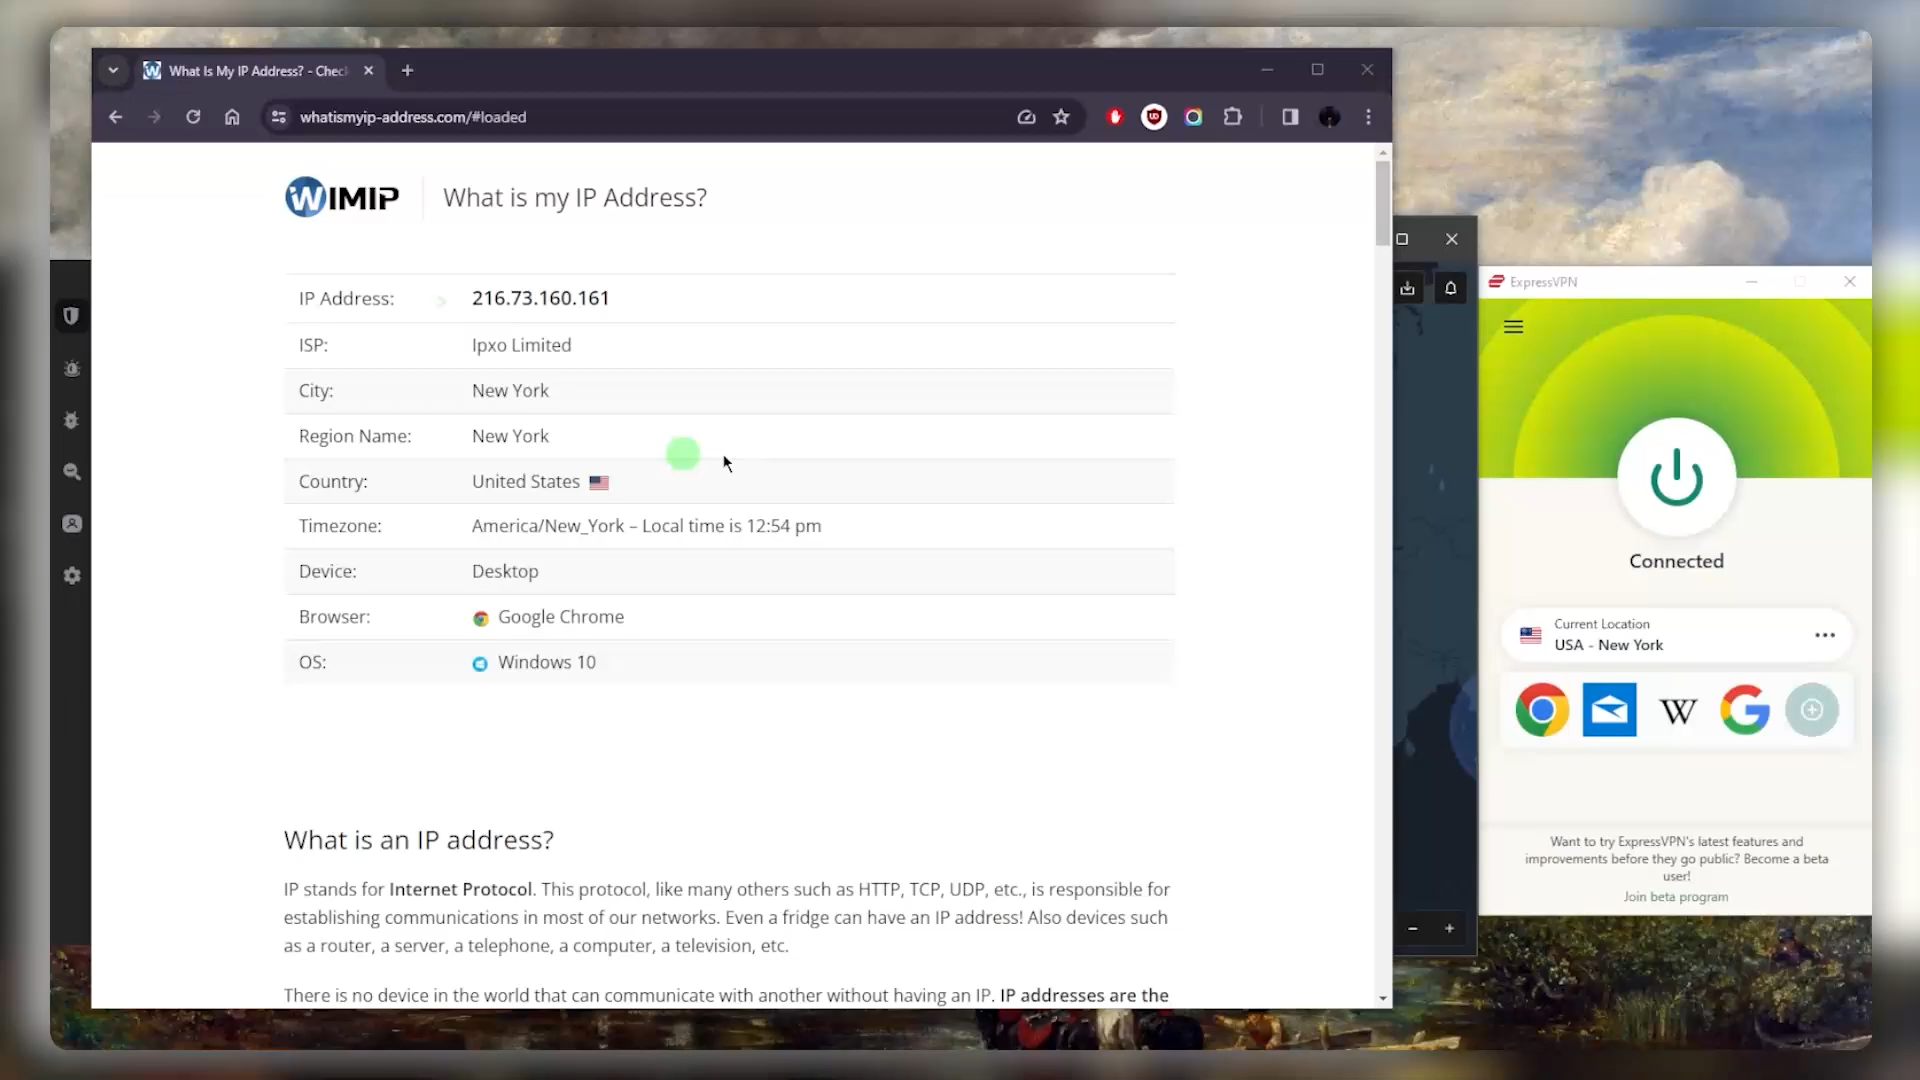 What Is My IP Address? - Chec
whatismyip-address.com/#loaded
WIMIP
What is my IP Address?
IP Address: 216.73.160.161
ISP: Ipxo Limited
City: New York
Region Name: New York
Country: United States
Timezone: America/New_York – Local time is 12:54 pm
Device: Desktop
Browser: Google Chrome
OS: Windows 10
What is an IP address?
IP stands for Internet Protocol. This protocol, like many others such as HTTP, TCP, UDP, etc., is responsible for
establishing communications in most of our networks. Even a fridge can have an IP address! Also devices such
as a router, a server, a telephone, a computer, a television, etc.
There is no device in the world that can communicate with another without having an IP. IP addresses are the
ExpressVPN
Connected
Current Location
USA - New York
Want to try ExpressVPN's latest features and
improvements before they go public? Become a beta
user!
Join beta program